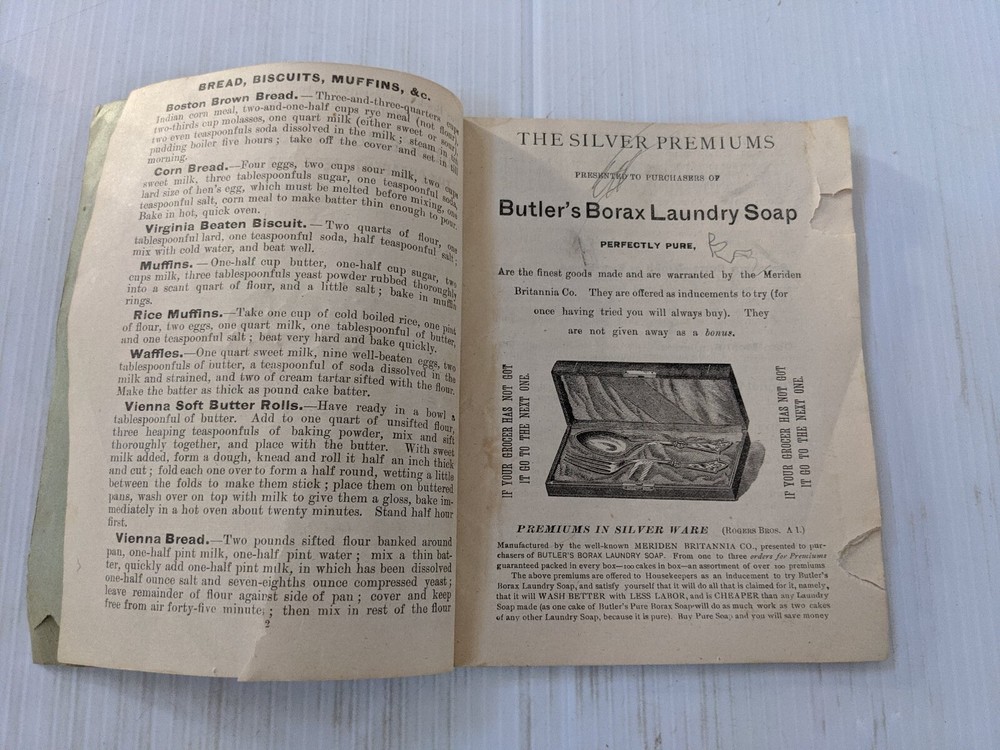 BREAD, BISCUITS, MUFFINS, &c.
Boston Brown Bread.—Three-and-three-quarters cups
Indian corn meal, two-and-one-half cups rye meal (not flour),
two-thirds cup molasses, one quart milk (either sweet or sour),
two even teaspoonfuls soda dissolved in the milk; steam in tin
pudding boiler five hours; take off the cover and set in till
morning.
Corn Bread.—Four eggs, two cups sour milk, two cups
sweet milk, three tablespoonfuls sugar, one teaspoonful soda,
lard size of hen's egg, which must be melted before mixing, one
teaspoonful salt, corn meal to make batter thin enough to pour.
Bake in hot, quick oven.
Virginia Beaten Biscuit.—Two quarts of flour, one
tablespoonful lard, one teaspoonful soda, half teaspoonful salt;
mix with cold water, and beat well.
Muffins.—One-half cup butter, one-half cup sugar, two
cups milk, three tablespoonfuls yeast powder rubbed thoroughly
into a scant quart of flour, and a little salt; bake in muffin
rings.
Rice Muffins.—Take one cup of cold boiled rice, one pint
of flour, two eggs, one quart milk, one tablespoonful of butter,
and one teaspoonful salt; beat very hard and bake quickly.
Waffles.—One quart sweet milk, nine well-beaten eggs, two
tablespoonfuls of butter, a teaspoonful of soda dissolved in the
milk and strained, and two of cream tartar sifted with the flour.
Make the batter as thick as pound cake batter.
Vienna Soft Butter Rolls.—Have ready in a bowl a
tablespoonful of butter. Add to one quart of unsifted flour,
three heaping teaspoonfuls of baking powder, mix and sift
thoroughly together, and place with the butter. With sweet
milk added, form a dough, knead and roll it half an inch thick
and cut; fold each one over to form a half round, wetting a little
between the folds to make them stick; place them on buttered
pans, wash over on top with milk to give them a gloss, bake im-
mediately in a hot oven about twenty minutes. Stand half hour
first.
Vienna Bread.—Two pounds sifted flour banked around
pan, one-half pint milk, one-half pint water; mix a thin bat-
ter, quickly add one-half pint milk, in which has been dissolved
one-half ounce salt and seven-eighths ounce compressed yeast;
leave remainder of flour against side of pan; cover and keep
free from air forty-five minutes; then mix in rest of the flour
2
THE SILVER PREMIUMS
PRESENTED TO PURCHASERS OF
Butler's Borax Laundry Soap
PERFECTLY PURE,
Are the finest goods made and are warranted by the Meriden
Britannia Co. They are offered as inducements to try (for
once having tried you will always buy). They
are not given away as a bonus.
IF YOUR GROCER HAS NOT GOT
IT GO TO THE NEXT ONE.
IF YOUR GROCER HAS NOT GOT
IT GO TO THE NEXT ONE.
PREMIUMS IN SILVER WARE (ROGERS BROS. A 1.)
Manufactured by the well-known MERIDEN BRITANNIA CO., presented to pur-
chasers of BUTLER'S BORAX LAUNDRY SOAP. From one to three orders for Premiums
guaranteed packed in every box—100 cakes in box—an assortment of over 100 premiums
The above premiums are offered to Housekeepers as an inducement to try Butler's
Borax Laundry Soap, and satisfy yourself that it will do all that is claimed for it, namely,
that it will WASH BETTER with LESS LABOR, and is CHEAPER than any Laundry
Soap made (as one cake of Butler's Pure Borax Soap will do as much work as two cakes
of any other Laundry Soap, because it is pure). Buy Pure Soap and you will save money